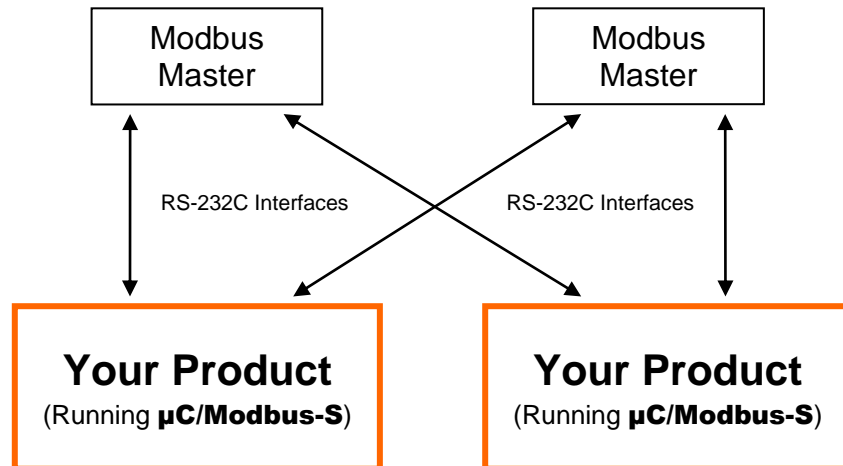 Modbus
Master
Modbus
Master
RS-232C Interfaces
RS-232C Interfaces
Your Product
(Running µC/Modbus-S)
Your Product
(Running µC/Modbus-S)